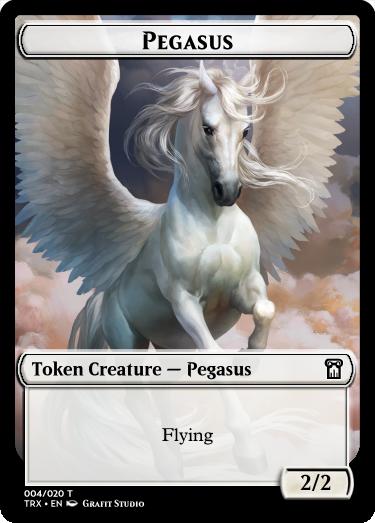 PEGASUS
Token Creature — Pegasus
Flying
2/2
004/020 T
TRX • EN GRAFIT STUDIO